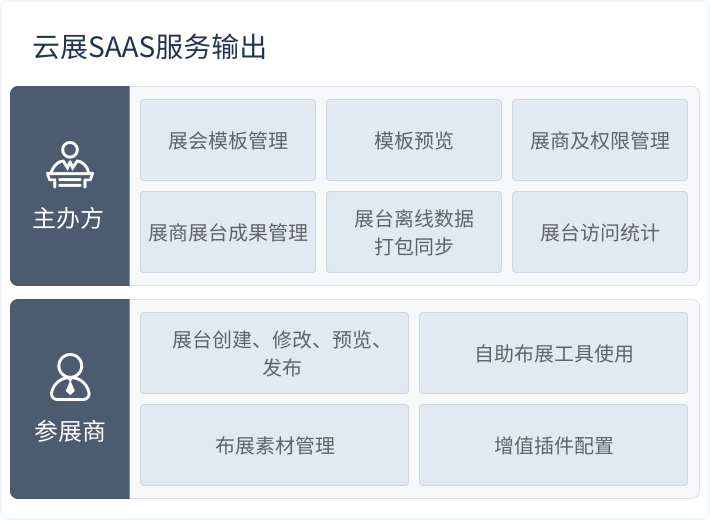 云展SAAS服务输出
主办方
展会模板管理
模板预览
展商及权限管理
展商展台成果管理
展台离线数据
打包同步
展台访问统计
参展商
展台创建、修改、预览、
发布
自助布展工具使用
布展素材管理
增值插件配置